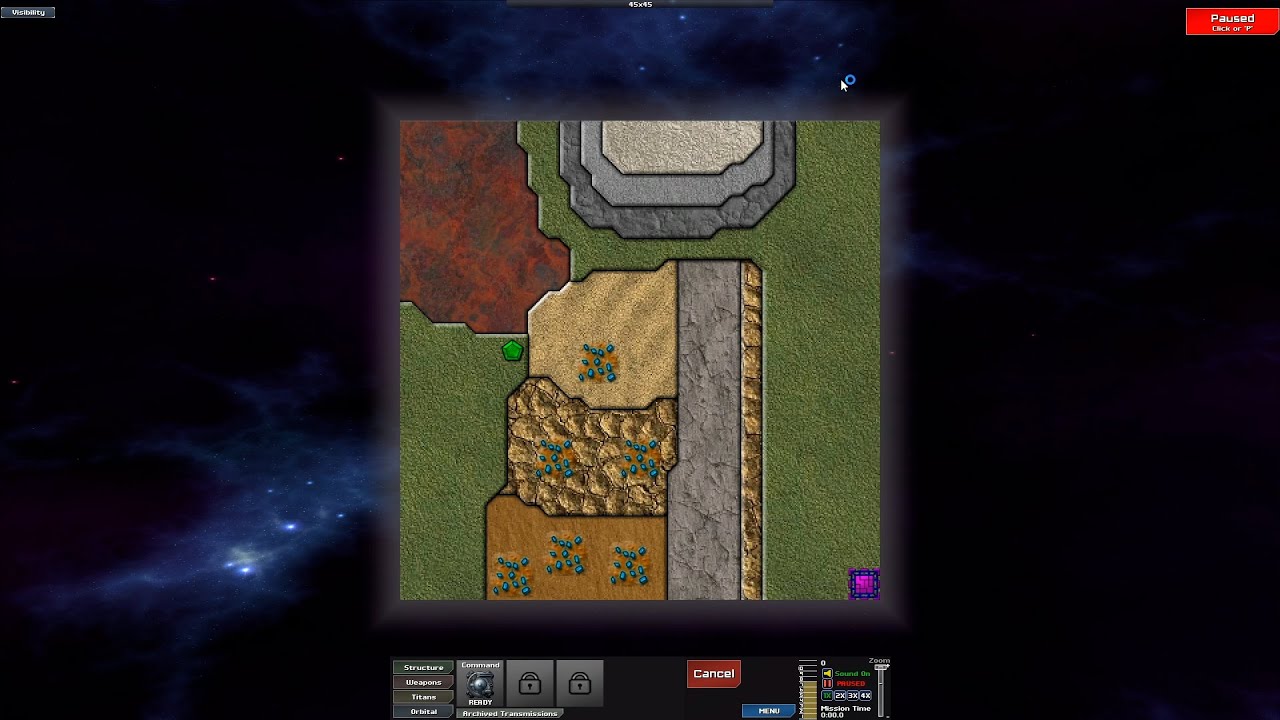 Visibility
45x45
Paused
Click or 'P'
Structure
Weapons
Titans
Orbital
Command
READY
Archived Transmissions
Cancel
MENU
0
Sound On
PAUSED
1X 2X 3X 4X
Mission Time
0:00.0
Zoom